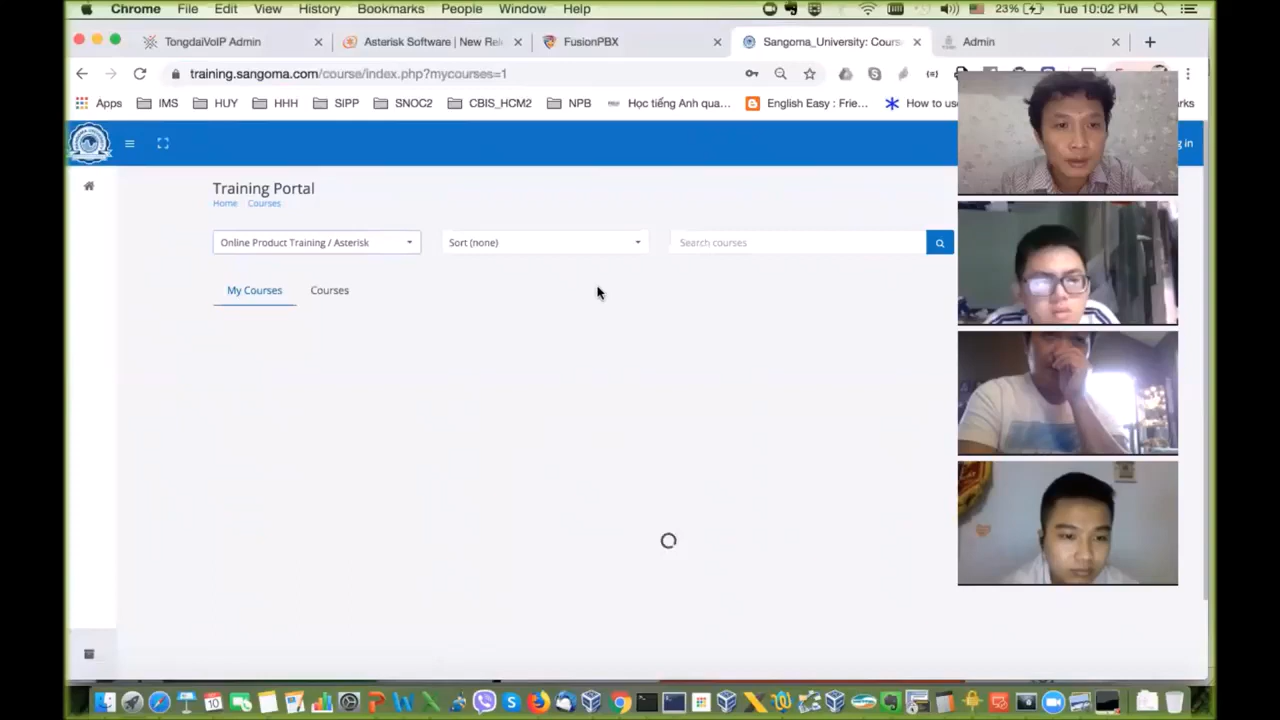 Chrome File Edit View History Bookmarks People Window Help 23% Tue 10:02 PM
TongdaiVoIP Admin
Asterisk Software | New Rel
FusionPBX
Sangoma_University: Cours
Admin
training.sangoma.com/course/index.php?mycourses=1
Apps IMS HUY HHH SIPP SNOC2 CBIS_HCM2 NPB Học tiếng Anh qua... English Easy : Frie... How to use
Training Portal
Home Courses
Online Product Training / Asterisk Sort (none) Search courses
My Courses Courses